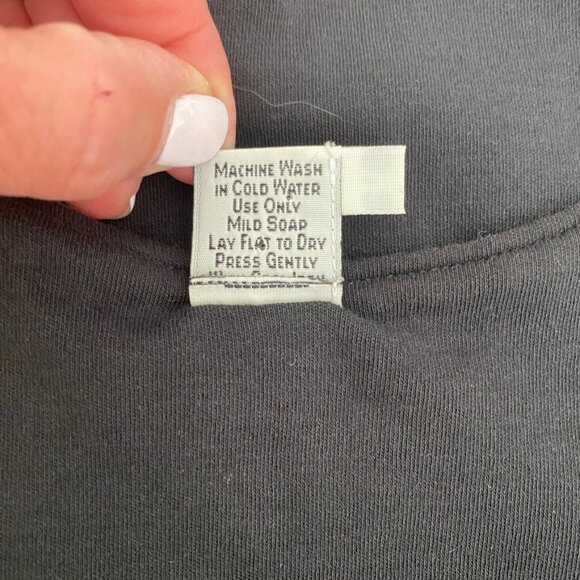 MACHINE WASH
IN COLD WATER
USE ONLY
MILD SOAP
LAY FLAT TO DRY
PRESS GENTLY